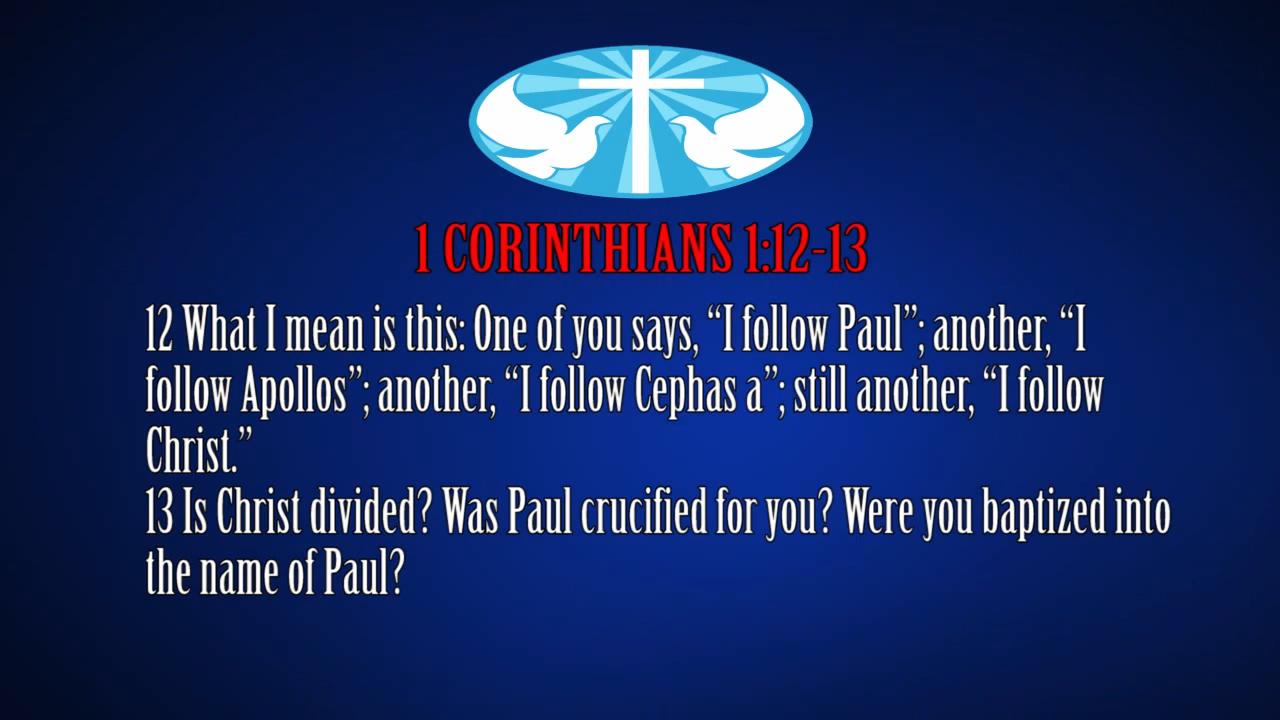 1 CORINTHIANS 1:12-13
12 What I mean is this: One of you says, “I follow Paul”; another, “I
follow Apollos”; another, “I follow Cephas a”; still another, “I follow
Christ.”
13 Is Christ divided? Was Paul crucified for you? Were you baptized into
the name of Paul?